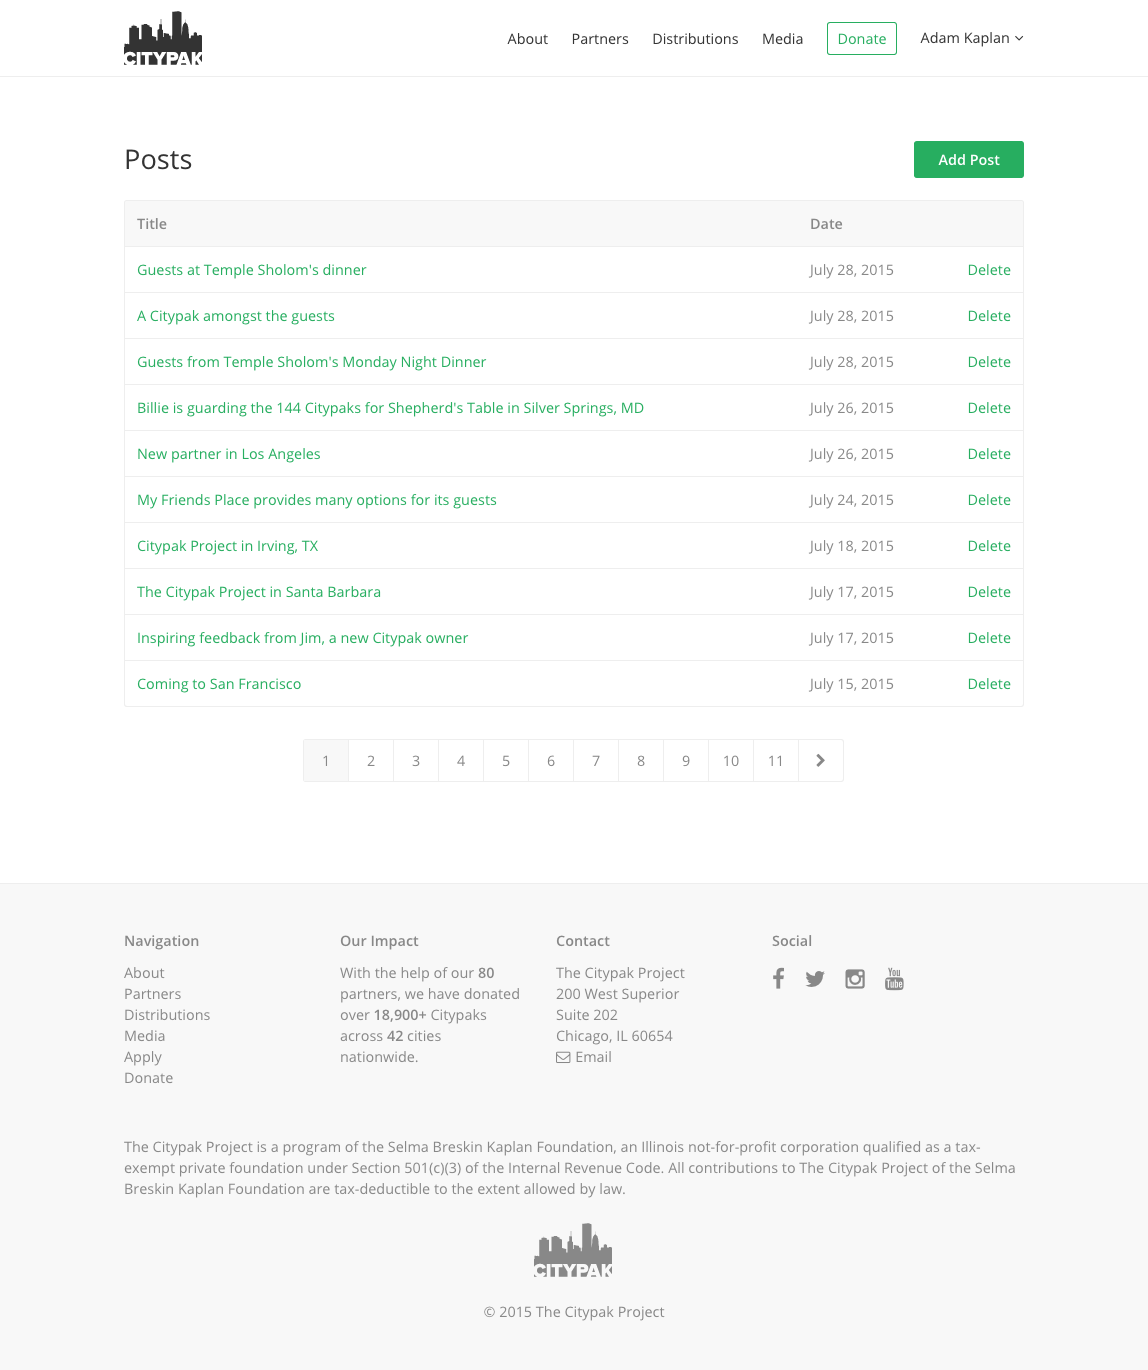 CITYPAK
About Partners Distributions Media Donate Adam Kaplan
Posts
Add Post
Title Date
Guests at Temple Sholom's dinner July 28, 2015 Delete
A Citypak amongst the guests July 28, 2015 Delete
Guests from Temple Sholom's Monday Night Dinner July 28, 2015 Delete
Billie is guarding the 144 Citypaks for Shepherd's Table in Silver Springs, MD July 26, 2015 Delete
New partner in Los Angeles July 26, 2015 Delete
My Friends Place provides many options for its guests July 24, 2015 Delete
Citypak Project in Irving, TX July 18, 2015 Delete
The Citypak Project in Santa Barbara July 17, 2015 Delete
Inspiring feedback from Jim, a new Citypak owner July 17, 2015 Delete
Coming to San Francisco July 15, 2015 Delete
1 2 3 4 5 6 7 8 9 10 11
Navigation
About
Partners
Distributions
Media
Apply
Donate
Our Impact
With the help of our 80
partners, we have donated
over 18,900+ Citypaks
across 42 cities
nationwide.
Contact
The Citypak Project
200 West Superior
Suite 202
Chicago, IL 60654
Email
Social
You
Tube
The Citypak Project is a program of the Selma Breskin Kaplan Foundation, an Illinois not-for-profit corporation qualified as a tax-
exempt private foundation under Section 501(c)(3) of the Internal Revenue Code. All contributions to The Citypak Project of the Selma
Breskin Kaplan Foundation are tax-deductible to the extent allowed by law.
CITYPAK
© 2015 The Citypak Project